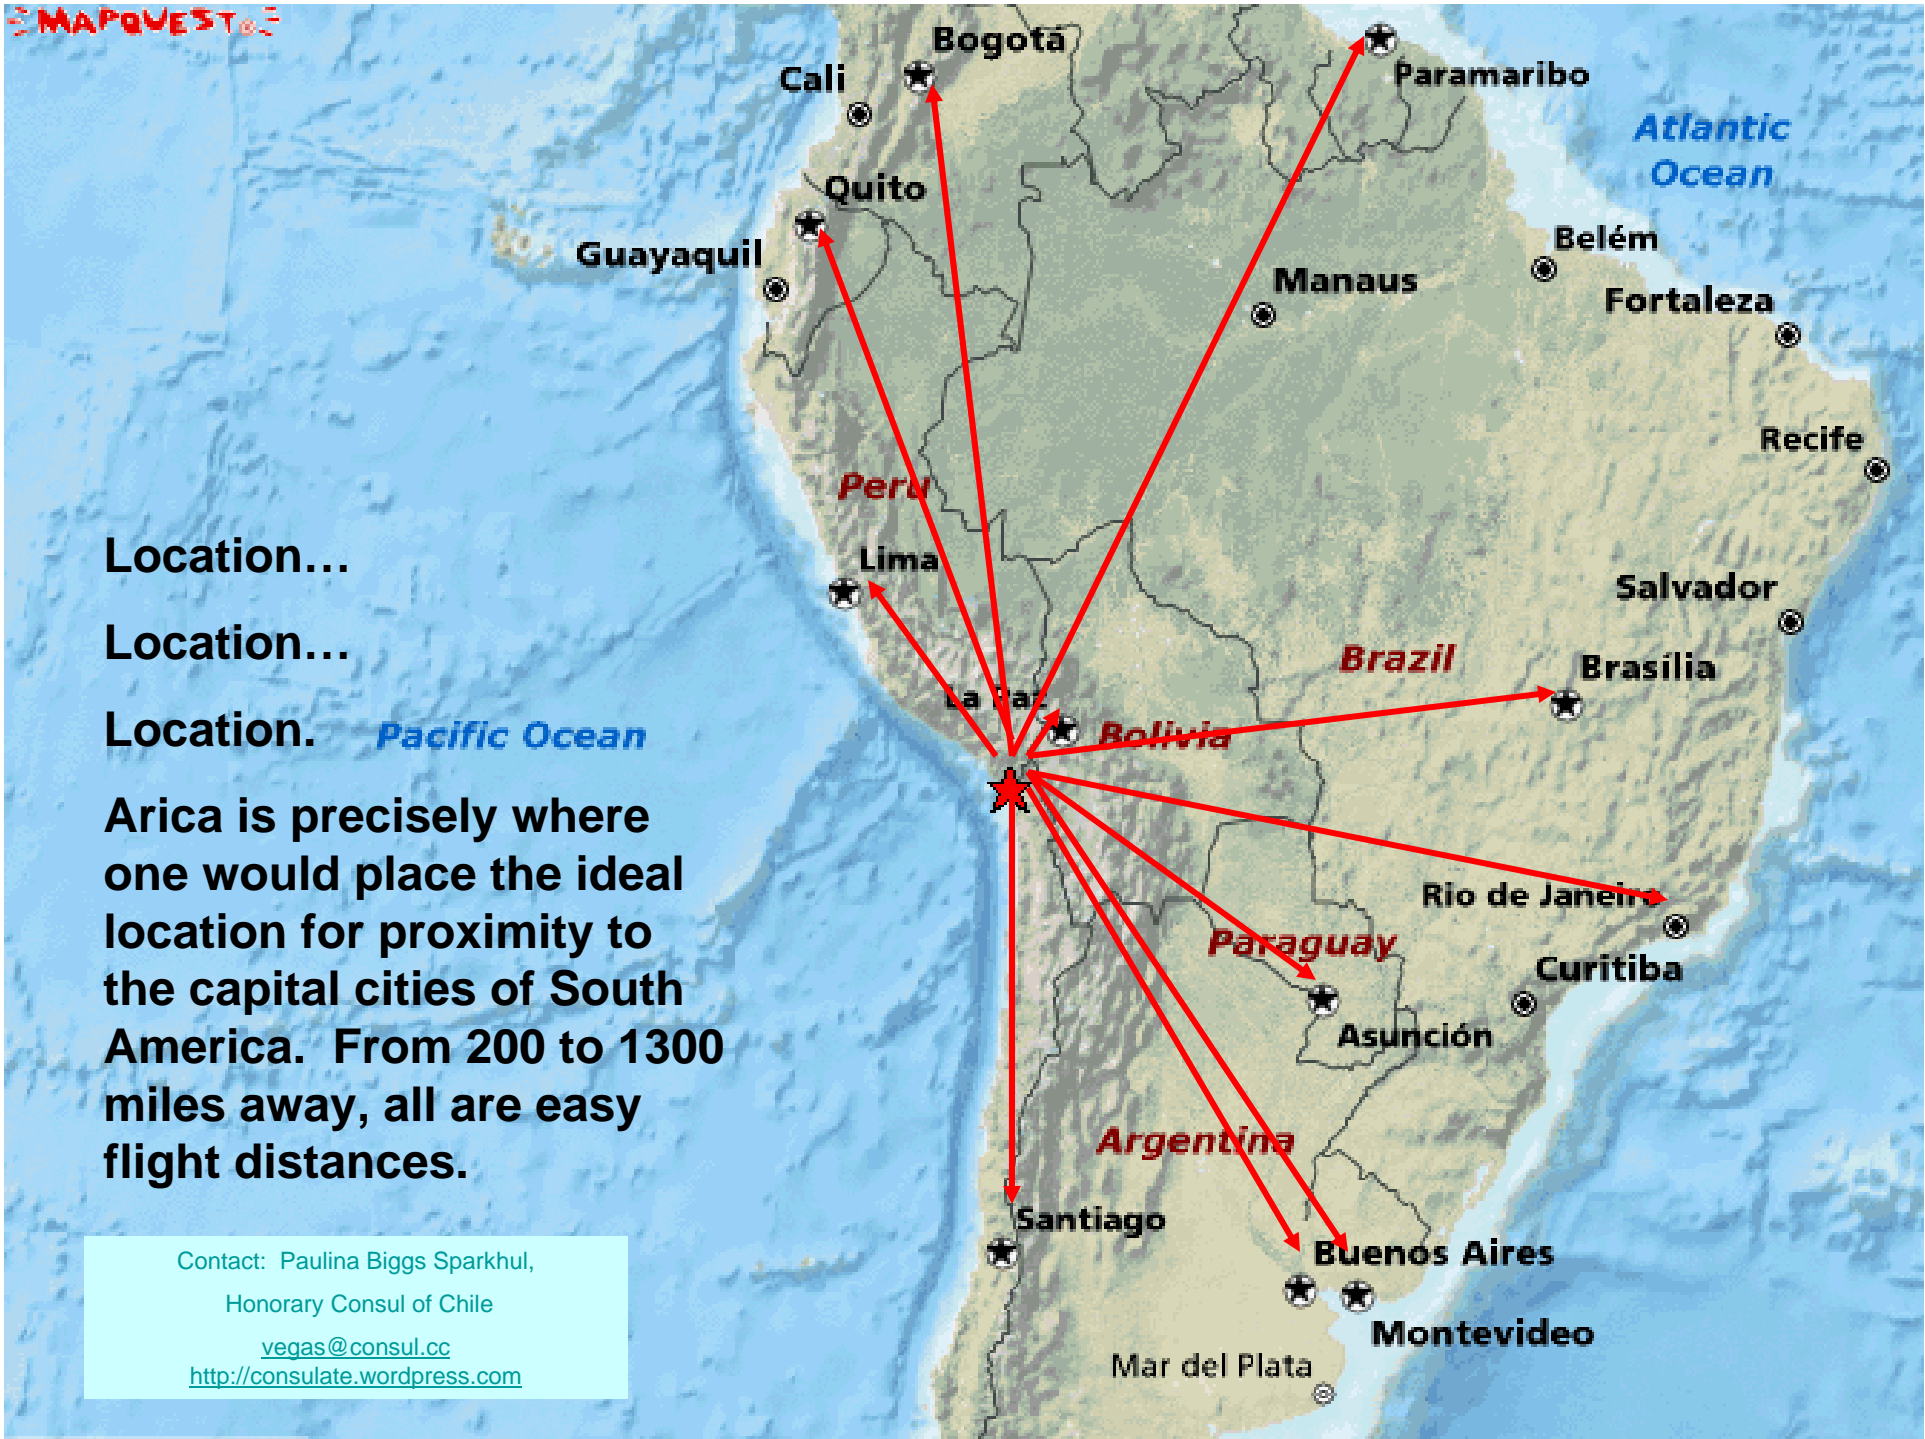 MAPQUEST
Bogotá
Cali
Paramaribo
Atlantic
Ocean
Quito
Guayaquil
Belém
Manaus
Fortaleza
Recife
Peru
Location…
Lima
Salvador
Location…
Brazil
Brasília
La Paz
Location.
Pacific Ocean
Bolivia
Arica is precisely where
one would place the ideal
location for proximity to
the capital cities of South
America.  From 200 to 1300
miles away, all are easy
flight distances.
Rio de Janeiro
Paraguay
Curitiba
Asunción
Argentina
Santiago
Buenos Aires
Montevideo
Mar del Plata
Contact:  Paulina Biggs Sparkhul,
Honorary Consul of Chile
vegas@consul.cc
http://consulate.wordpress.com